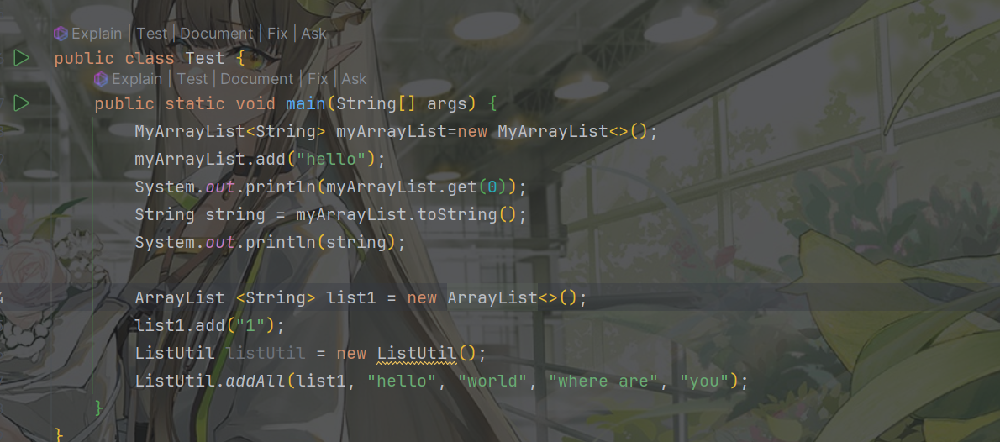 Explain | Test | Document | Fix | Ask
public class Test {
Explain | Test | Document | Fix | Ask
public static void main(String[] args) {
MyArrayList<String> myArrayList=new MyArrayList<>();
myArrayList.add("hello");
System.out.println(myArrayList.get(0));
String string = myArrayList.toString();
System.out.println(string);
ArrayList <String> list1 = new ArrayList<>();
list1.add("1");
ListUtil listUtil = new ListUtil();
ListUtil.addAll(list1, "hello", "world", "where are", "you");
}
}